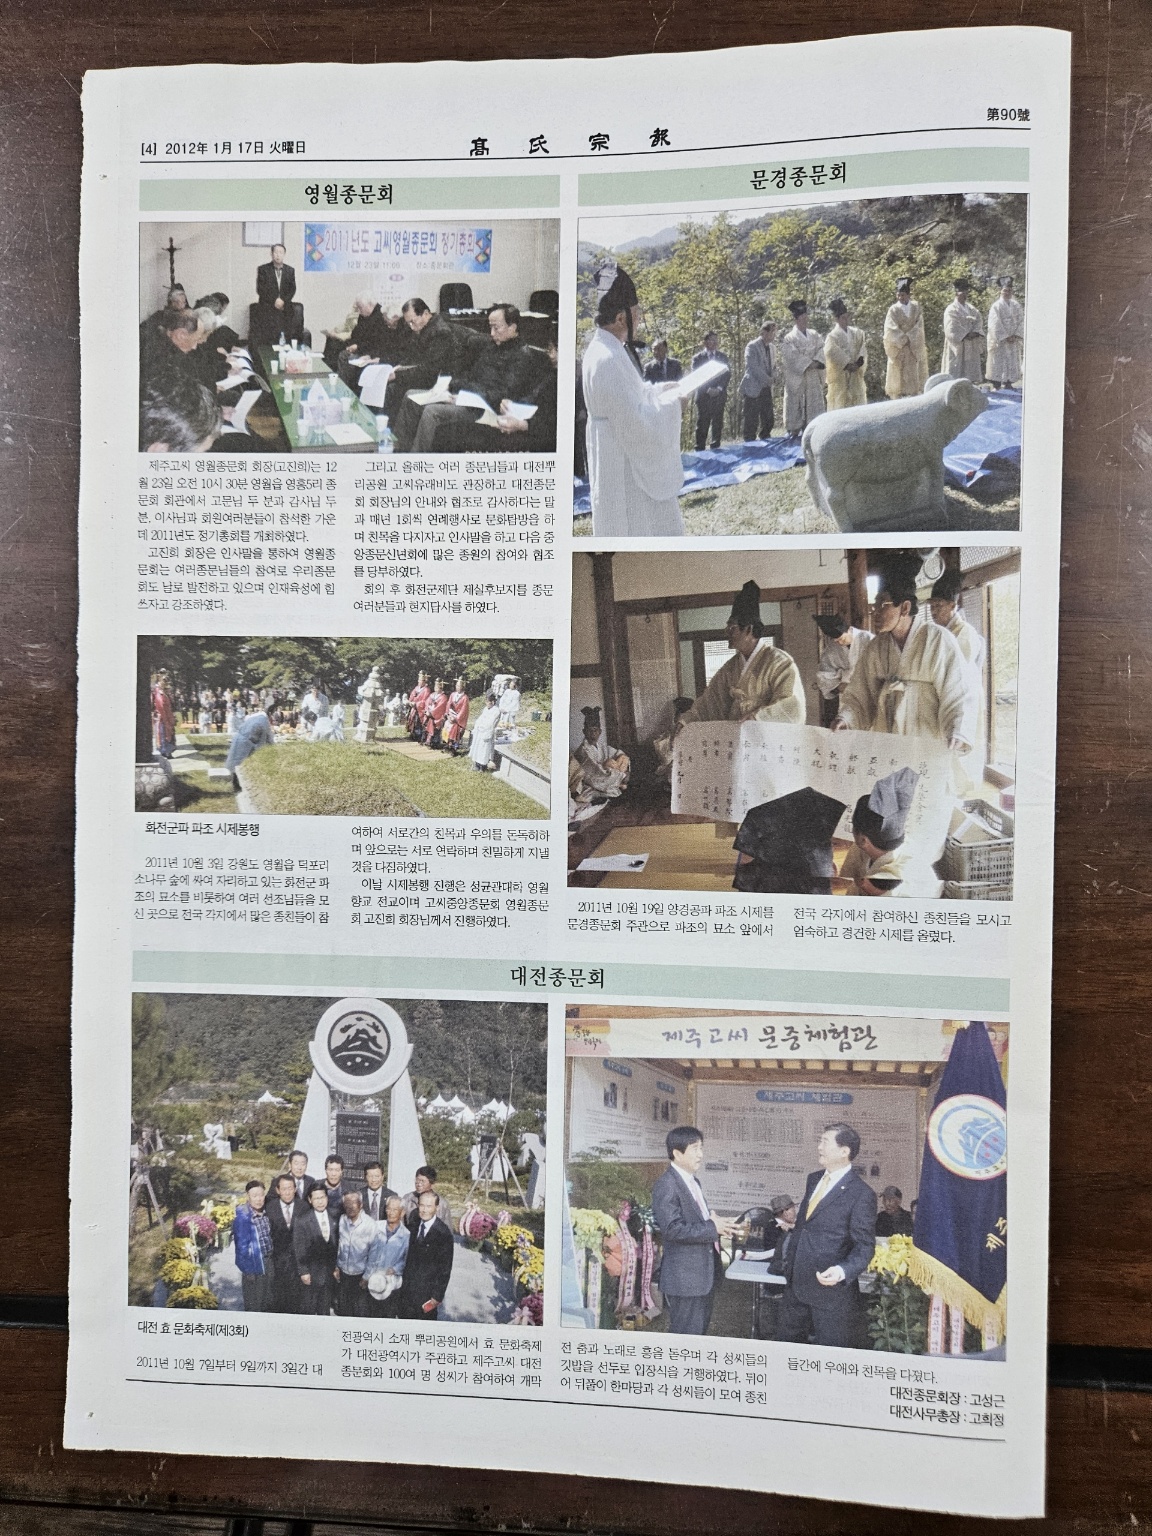 [4] 2012年 1月 17日 火曜日
高氏宗報
第90號
영월종문회
2011년도 고씨영월종문회 정기총회
제주고씨 영월종문회 회장(고진희)는 12
월 23일 오전 10시 30분 영월읍 영흥5리 종
문회 회관에서 고문님 두 분과 감사님 두
분, 이사님과 회원여러분들이 참석한 가운
데 2011년도 정기총회를 개최하였다.
고진희 회장은 인사말을 통하여 영월종
문회는 여러종문님들의 참여로 우리종문
회도 날로 발전하고 있으며 인재육성에 힘
쓰자고 강조하였다.
그리고 올해는 여러 종문님들과 대전뿌
리공원 고씨유래비도 관장하고 대전종문
회 회장님의 안내와 협조로 감사하다는 말
과 매년 1회씩 연례행사로 문화탐방을 하
며 친목을 다지자고 인사말을 하고 다음 중
앙종문신년회에 많은 종원의 참여와 협조
를 당부하였다.
회의 후 화전군제단 제실후보지를 종문
여러분들과 현지답사를 하였다.
화전군파 파조 시제봉행
2011년 10월 3일 강원도 영월읍 덕포리
소나무 숲에 싸여 자리하고 있는 화전군 파
조의 묘소를 비롯하여 여러 선조님들을 모
신 곳으로 전국 각지에서 많은 종친들이 참
여하여 서로간의 친목과 우의를 돈독히하
며 앞으로는 서로 연락하며 친밀하게 지낼
것을 다짐하였다.
이날 시제봉행 진행은 성균관대학 영월
향교 전교이며 고씨중앙종문회 영월종문
회 고진희 회장님께서 진행하였다.
문경종문회
2011년 10월 19일 양경공파 파조 시제를
문경종문회 주관으로 파조의 묘소 앞에서
전국 각지에서 참여하신 종친들을 모시고
엄숙하고 경건한 시제를 올렸다.
대전종문회
제주고씨 문중체험관
제주고씨 체험관
대전 효 문화축제(제3회)
2011년 10월 7일부터 9일까지 3일간 대
전광역시 소재 뿌리공원에서 효 문화축제
가 대전광역시가 주관하고 제주고씨 대전
종문회와 100여 명 성씨가 참여하여 개막
전 춤과 노래로 흥을 돋우며 각 성씨들의
깃발을 선두로 입장식을 거행하였다. 뒤이
어 뒤풀이 한마당과 각 성씨들이 모여 종친
들간에 우애와 친목을 다졌다.
대전종문회장 : 고성근
대전사무총장 : 고희정